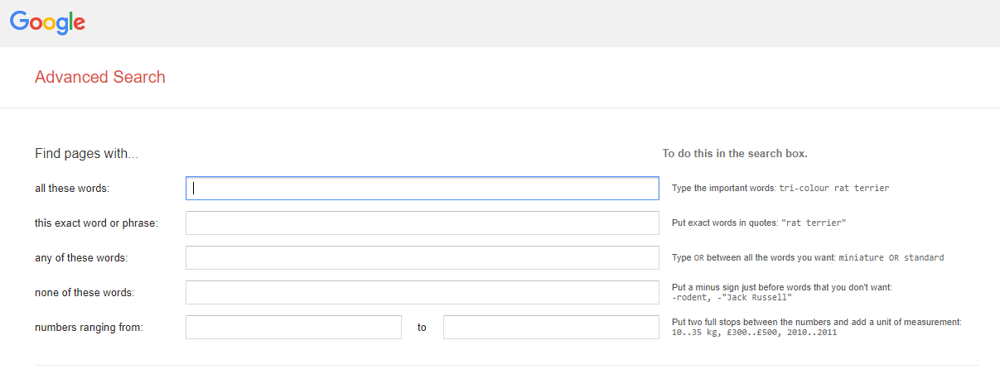 Google
Advanced Search
Find pages with...
To do this in the search box.
all these words:
Type the important words: tri-colour rat terrier
this exact word or phrase:
Put exact words in quotes: "rat terrier"
any of these words:
Type OR between all the words you want: miniature OR standard
none of these words:
Put a minus sign just before words that you don't want:
-rodent, -"Jack Russell"
numbers ranging from:
to
Put two full stops between the numbers and add a unit of measurement:
10..35 kg, £300..£500, 2010..2011